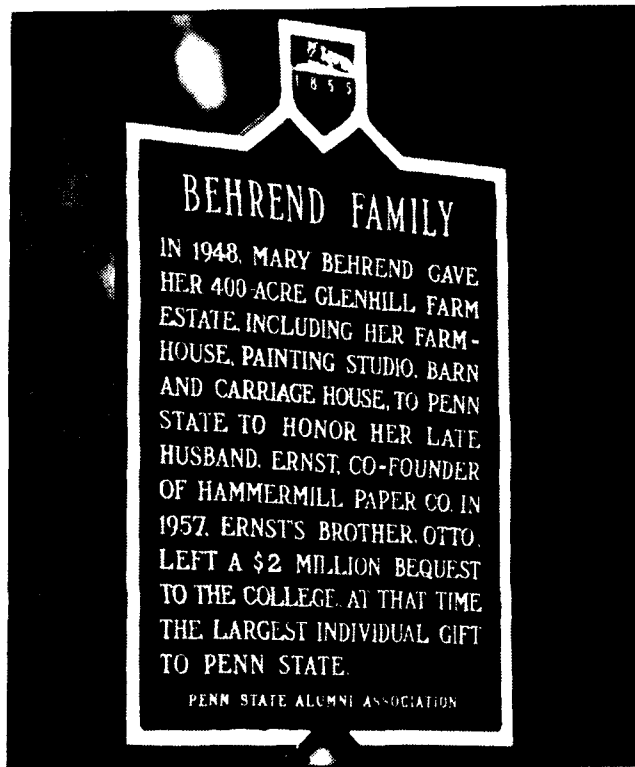 1855
BEHREND FAMILY
IN 1948, MARY BEHREND GAVE
HER 400-ACRE GLENHILL FARM
ESTATE, INCLUDING HER FARM-
HOUSE, PAINTING STUDIO, BARN
AND CARRIAGE HOUSE, TO PENN
STATE TO HONOR HER LATE
HUSBAND, ERNST, CO-FOUNDER
OF HAMMERMILL PAPER CO. IN
1957, ERNST'S BROTHER, OTTO,
LEFT A $2 MILLION BEQUEST
TO THE COLLEGE, AT THAT TIME
THE LARGEST INDIVIDUAL GIFT
TO PENN STATE.
PENN STATE ALUMNI ASSOCIATION